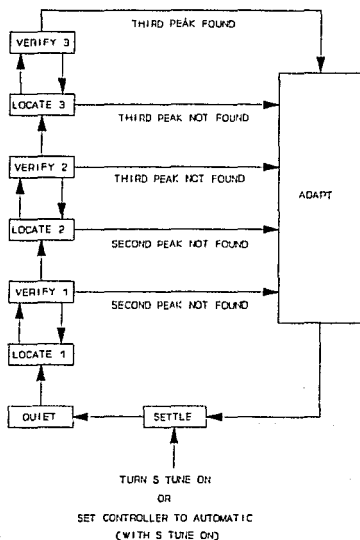 THIRD PEAK FOUND
VERIFY 3
LOCATE 3
THIRD PEAK NOT FOUND
VERIFY 2
THIRD PEAK NOT FOUND
ADAPT
LOCATE 2
SECOND PEAK NOT FOUND
VERIFY 1
SECOND PEAK NOT FOUND
LOCATE 1
QUIET
SETTLE
TURN S TUNE ON
OR
SET CONTROLLER TO AUTOMATIC
(WITH S TUNE ON)